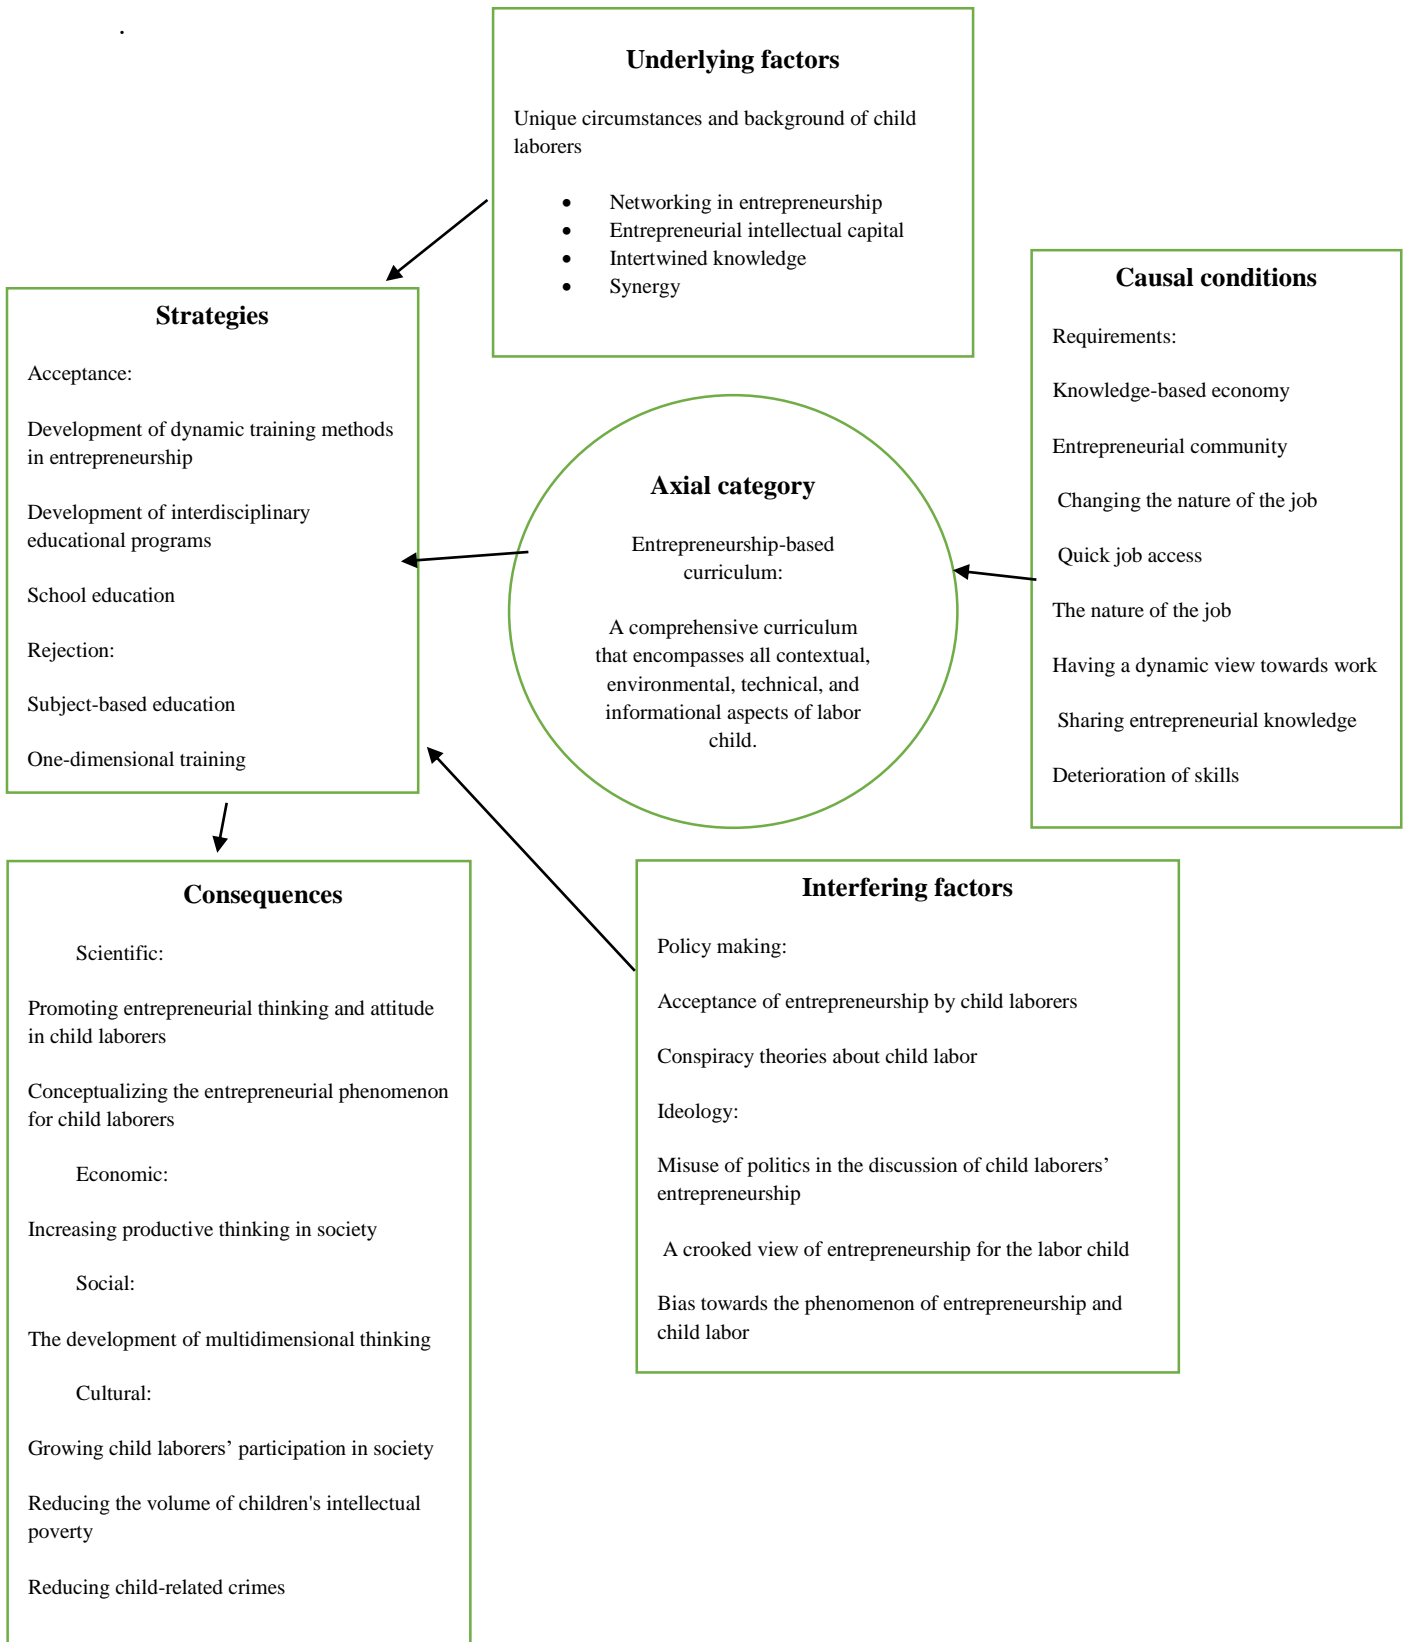 .
Underlying factors
Unique circumstances and background of child
laborers
• Networking in entrepreneurship
• Entrepreneurial intellectual capital
• Intertwined knowledge
• Synergy
Causal conditions
Requirements:
Knowledge-based economy
Entrepreneurial community
Changing the nature of the job
Quick job access
The nature of the job
Having a dynamic view towards work
Sharing entrepreneurial knowledge
Deterioration of skills
Strategies
Acceptance:
Development of dynamic training methods
in entrepreneurship
Development of interdisciplinary
educational programs
School education
Rejection:
Subject-based education
One-dimensional training
Axial category
Entrepreneurship-based
curriculum:
A comprehensive curriculum
that encompasses all contextual,
environmental, technical, and
informational aspects of labor
child.
Consequences
Scientific:
Promoting entrepreneurial thinking and attitude
in child laborers
Conceptualizing the entrepreneurial phenomenon
for child laborers
Economic:
Increasing productive thinking in society
Social:
The development of multidimensional thinking
Cultural:
Growing child laborers’ participation in society
Reducing the volume of children's intellectual
poverty
Reducing child-related crimes
Interfering factors
Policy making:
Acceptance of entrepreneurship by child laborers
Conspiracy theories about child labor
Ideology:
Misuse of politics in the discussion of child laborers’
entrepreneurship
A crooked view of entrepreneurship for the labor child
Bias towards the phenomenon of entrepreneurship and
child labor